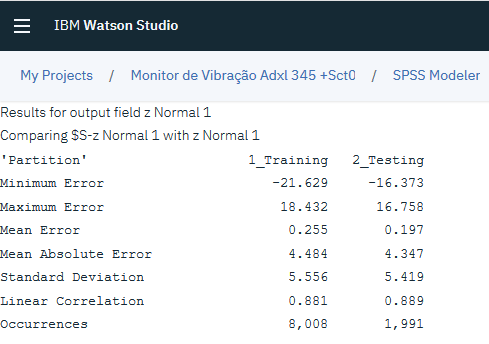 IBM Watson Studio
My Projects / Monitor de Vibração Adxl 345 +Sct0 / SPSS Modeler
Results for output field z Normal 1
Comparing $S-z Normal 1 with z Normal 1
'Partition' 1_Training 2_Testing
Minimum Error -21.629 -16.373
Maximum Error 18.432 16.758
Mean Error 0.255 0.197
Mean Absolute Error 4.484 4.347
Standard Deviation 5.556 5.419
Linear Correlation 0.881 0.889
Occurrences 8,008 1,991